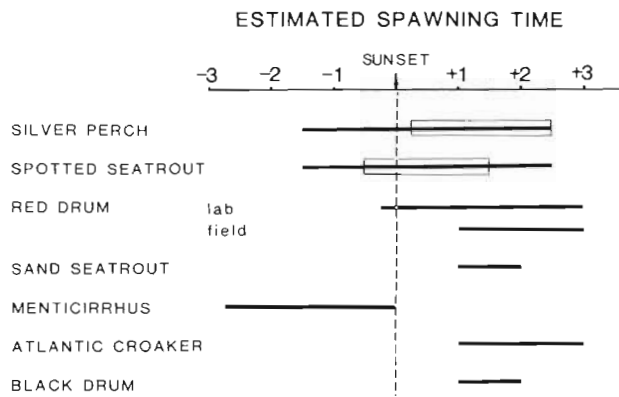 ESTIMATED SPAWNING TIME
SUNSET
-3 -2 -1 +1 +2 +3
SILVER PERCH
SPOTTED SEATROUT
RED DRUM lab
field
SAND SEATROUT
MENTICIRRHUS
ATLANTIC CROAKER
BLACK DRUM